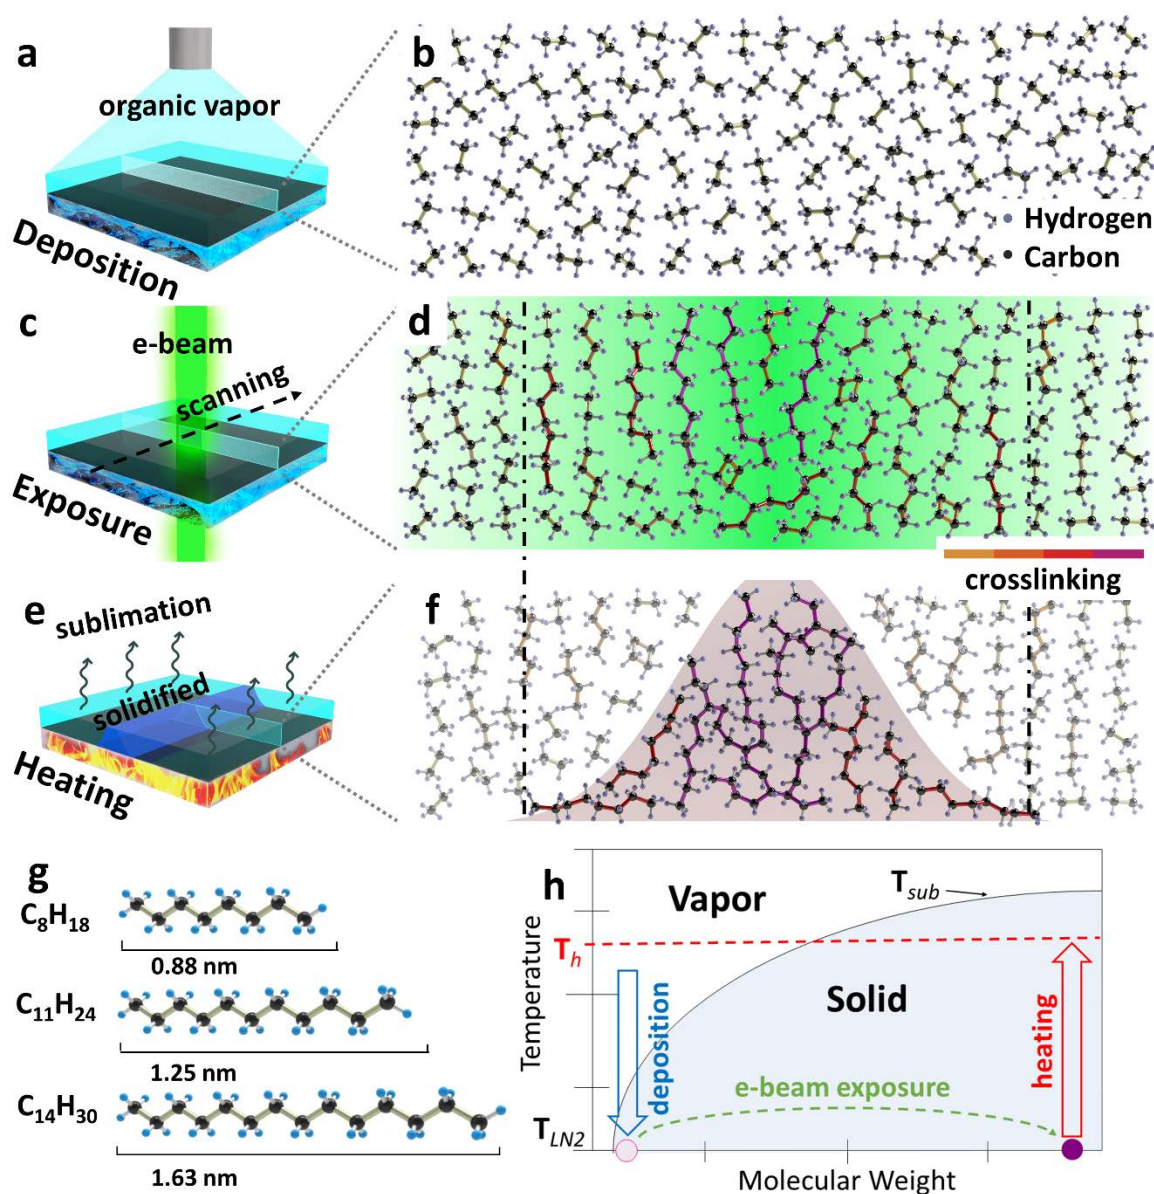 a
organic vapor
Deposition
b
Hydrogen
Carbon
c
e-beam
scanning
Exposure
d
crosslinking
e
sublimation
solidified
Heating
f
g
C8H18
0.88 nm
C11H24
1.25 nm
C14H30
1.63 nm
h
Vapor
Tsub
Th
Solid
Temperature
deposition
heating
e-beam exposure
TLN2
Molecular Weight